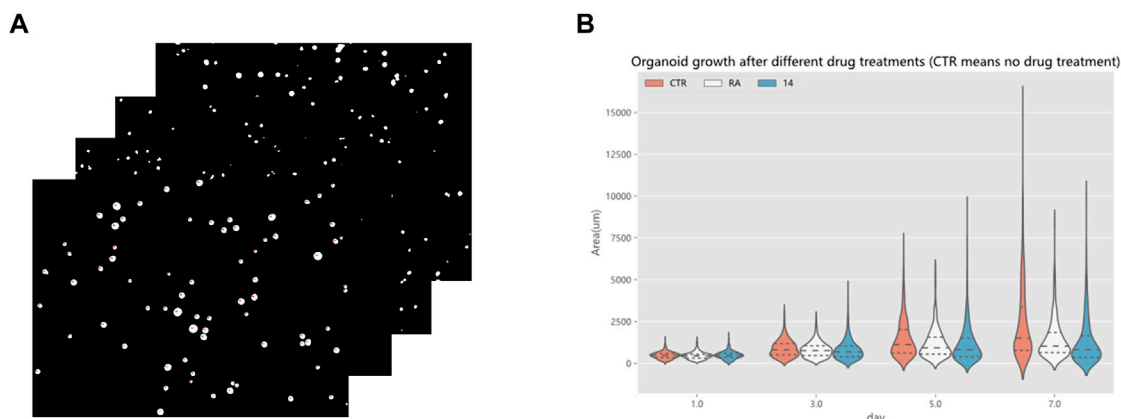 A
B
Organoid growth after different drug treatments (CTR means no drug treatment)
CTR RA 14
15000
12500
10000
7500
5000
2500
0
Area(um)
1.0 3.0 5.0 7.0
day